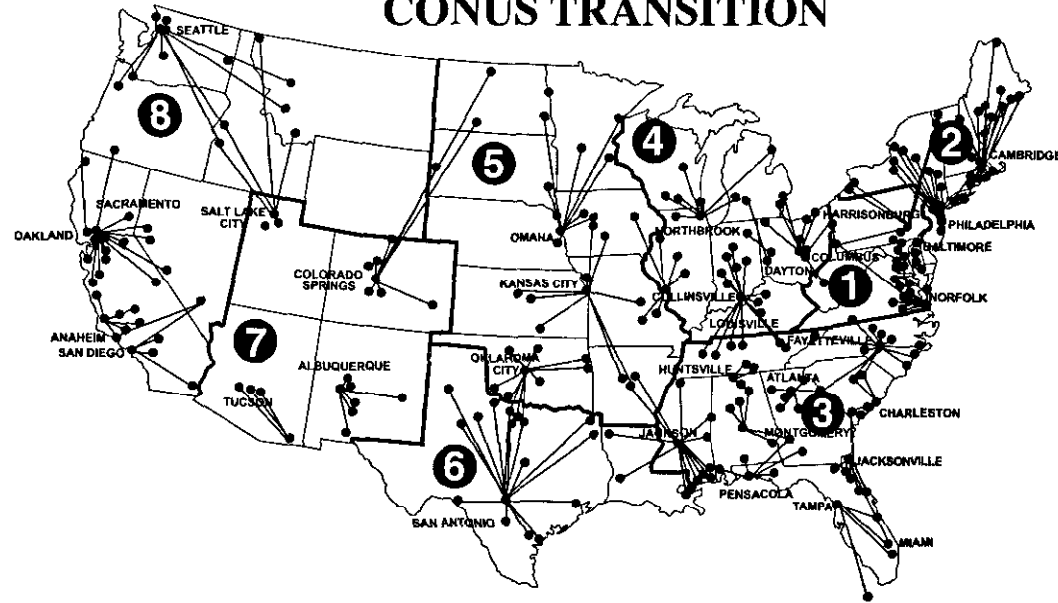 CONUS TRANSITION
SEATTLE
8
4
2
CAMBRIDGE
5
SACRAMENTO
SALT LAKE
CITY
HARRISONBURG
OAKLAND
OMAHA
NORTHBROOK
PHILADELPHIA
BALTIMORE
COLUMBUS
DAYTON
COLORADO
SPRINGS
KANSAS CITY
COLLINSVILLE
1
NORFOLK
LOUISVILLE
ANAHEIM
SAN DIEGO
7
FAYETTEVILLE
ALBUQUERQUE
OKLAHOMA
CITY
HUNTSVILLE
ATLANTA
TUCSON
3
CHARLESTON
JACKSON
MONTGOMERY
6
JACKSONVILLE
PENSACOLA
SAN ANTONIO
TAMPA
MIAMI